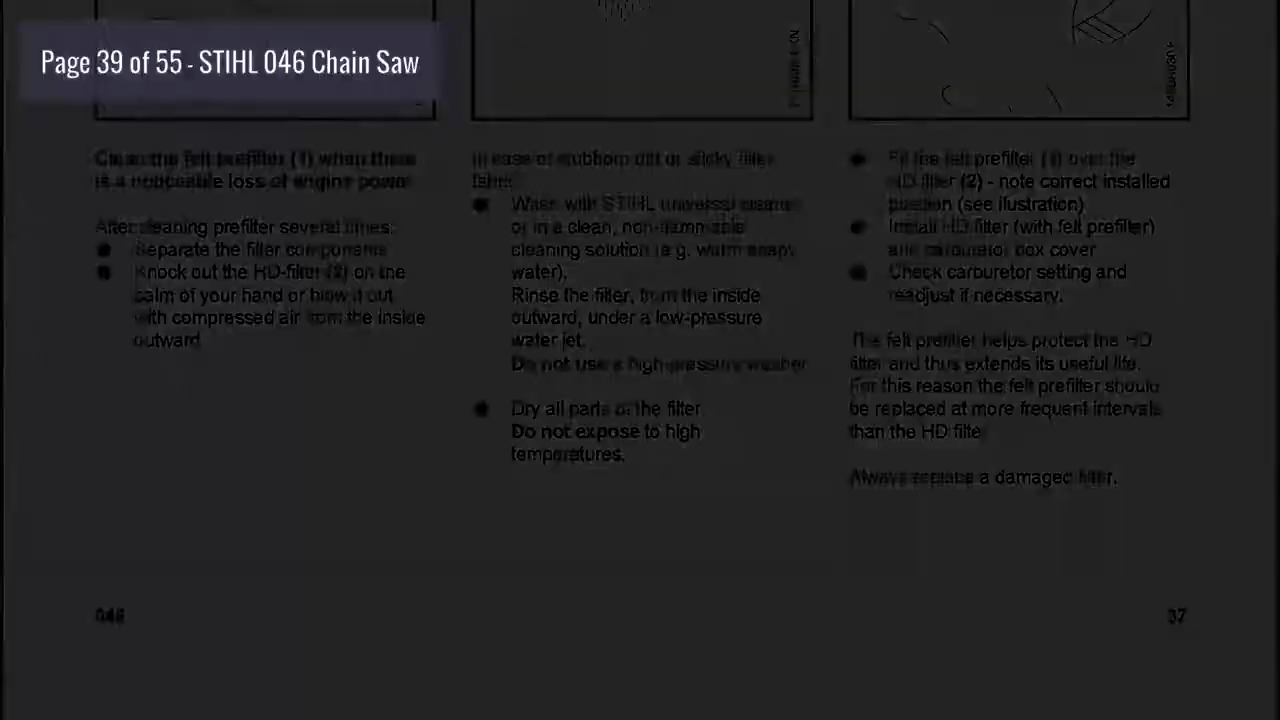 Page 39 of 55 - STIHL 046 Chain Saw
Clean the felt prefilter (1) when there
is a noticeable loss of engine power.
After cleaning prefilter several times:
● Separate the filter components.
● Knock out the HD-filter (2) on the
palm of your hand or blow it out
with compressed air from the inside
outward.
In case of stubborn dirt or sticky filter
fabric:
● Wash with STIHL universal cleaner
or in a clean, non-flammable
cleaning solution (e.g. warm soapy
water).
Rinse the filter, from the inside
outward, under a low-pressure
water jet.
Do not use a high-pressure washer.
● Dry all parts of the filter.
Do not expose to high
temperatures.
● Fit the felt prefilter (1) over the
HD filter (2) - note correct installed
position (see illustration).
● Install HD filter (with felt prefilter)
and carburetor box cover.
● Check carburetor setting and
readjust if necessary.
The felt prefilter helps protect the HD
filter and thus extends its useful life.
For this reason the felt prefilter should
be replaced at more frequent intervals
than the HD filter.
Always replace a damaged filter.
046
37